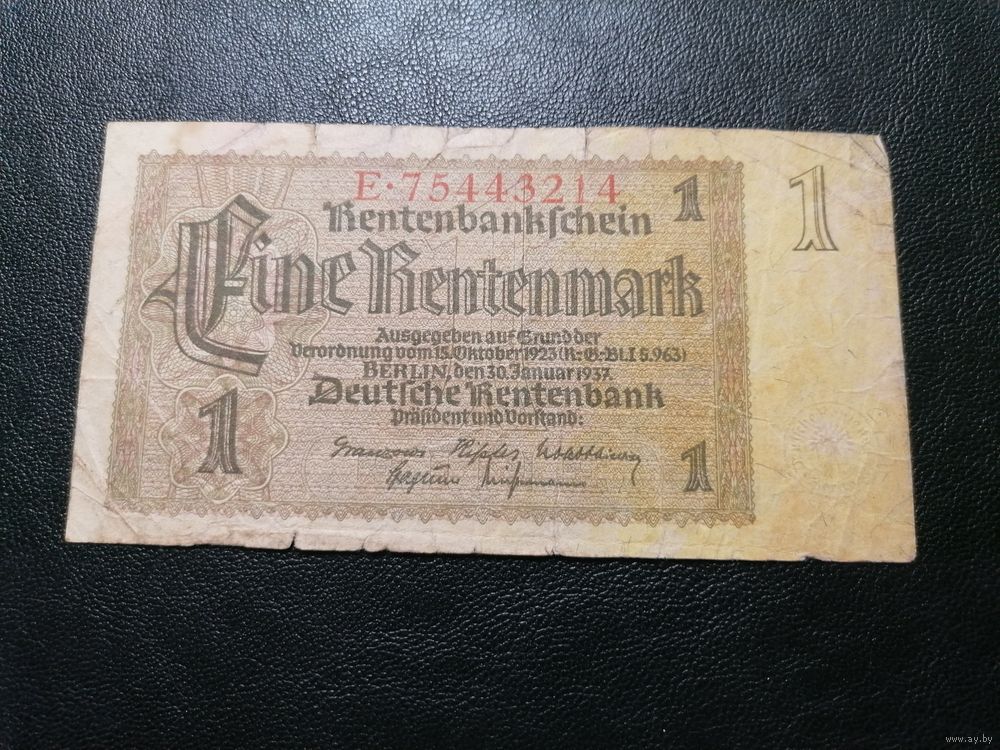 E·75443214
1
1
Rentenbankschein
Eine Rentenmark
Ausgegeben auf Grund der
Verordnung vom 15. Oktober 1923 (R.-G.-Bl. I S. 963)
BERLIN, den 30. Januar 1937.
Deutsche Rentenbank
Präsident und Vorstand:
1
1
www.ay.by